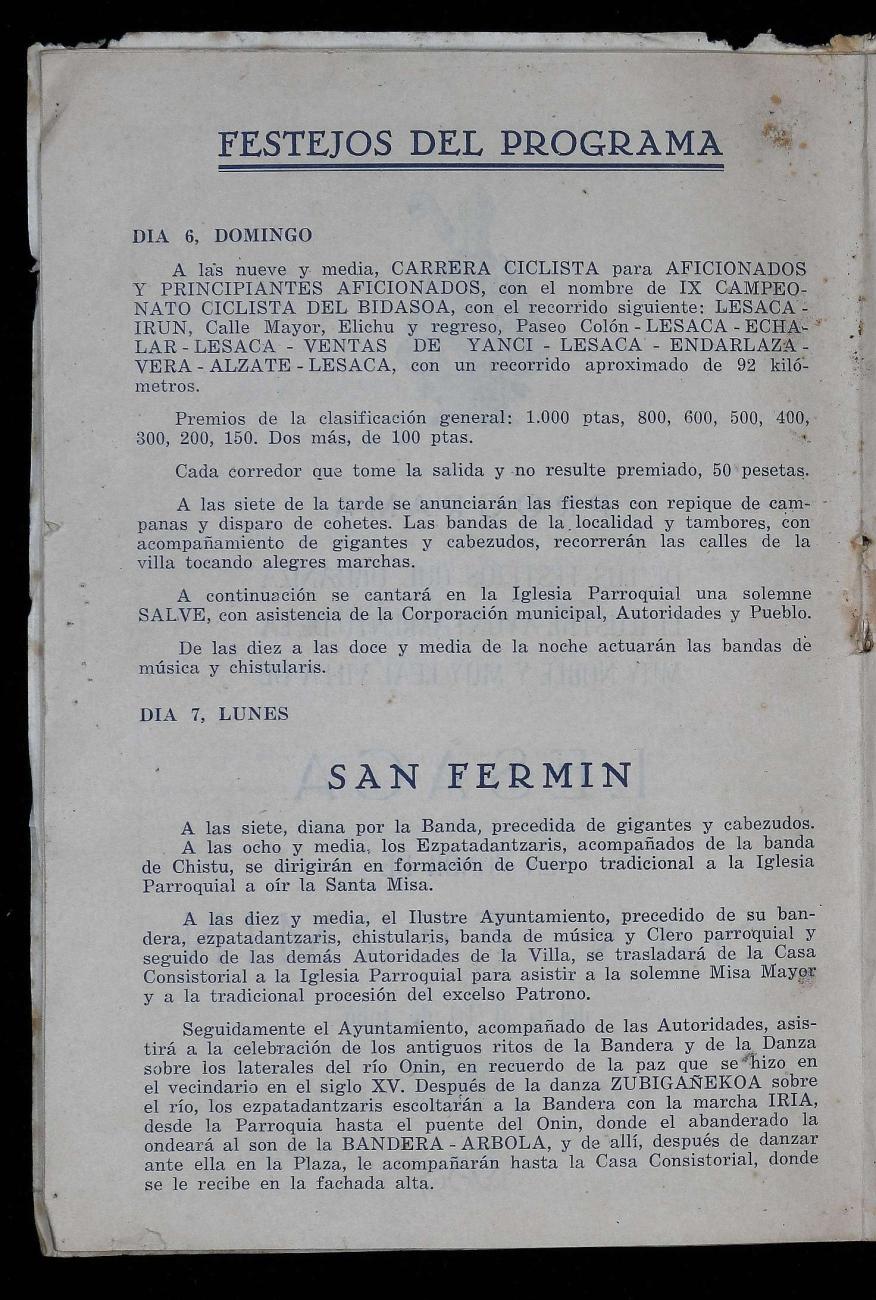 FESTEJOS DEL PROGRAMA
DIA 6, DOMINGO
A las nueve y media, CARRERA CICLISTA para AFICIONADOS
Y PRINCIPIANTES AFICIONADOS, con el nombre de IX CAMPEO-
NATO CICLISTA DEL BIDASOA, con el recorrido siguiente: LESACA -
IRUN, Calle Mayor, Elichu y regreso, Paseo Colón - LESACA - ECHA-
LAR - LESACA - VENTAS DE YANCI - LESACA - ENDARLAZA -
VERA - ALZATE - LESACA, con un recorrido aproximado de 92 kiló-
metros.
Premios de la clasificación general: 1.000 ptas, 800, 600, 500, 400,
300, 200, 150. Dos más, de 100 ptas.
Cada corredor que tome la salida y no resulte premiado, 50 pesetas.
A las siete de la tarde se anunciarán las fiestas con repique de cam-
panas y disparo de cohetes. Las bandas de la localidad y tambores, con
acompañamiento de gigantes y cabezudos, recorrerán las calles de la
villa tocando alegres marchas.
A continuación se cantará en la Iglesia Parroquial una solemne
SALVE, con asistencia de la Corporación municipal, Autoridades y Pueblo.
De las diez a las doce y media de la noche actuarán las bandas de
música y chistularis.
DIA 7, LUNES
SAN FERMIN
A las siete, diana por la Banda, precedida de gigantes y cabezudos.
A las ocho y media, los Ezpatadantzaris, acompañados de la banda
de Chistu, se dirigirán en formación de Cuerpo tradicional a la Iglesia
Parroquial a oír la Santa Misa.
A las diez y media, el Ilustre Ayuntamiento, precedido de su ban-
dera, ezpatadantzaris, chistularis, banda de música y Clero parroquial y
seguido de las demás Autoridades de la Villa, se trasladará de la Casa
Consistorial a la Iglesia Parroquial para asistir a la solemne Misa Mayor
y a la tradicional procesión del excelso Patrono.
Seguidamente el Ayuntamiento, acompañado de las Autoridades, asis-
tirá a la celebración de los antiguos ritos de la Bandera y de la Danza
sobre los laterales del río Onin, en recuerdo de la paz que se hizo en
el vecindario en el siglo XV. Después de la danza ZUBIGAÑEKOA sobre
el río, los ezpatadantzaris escoltarán a la Bandera con la marcha IRIA,
desde la Parroquia hasta el puente del Onin, donde el abanderado la
ondeará al son de la BANDERA - ARBOLA, y de allí, después de danzar
ante ella en la Plaza, le acompañarán hasta la Casa Consistorial, donde
se le recibe en la fachada alta.